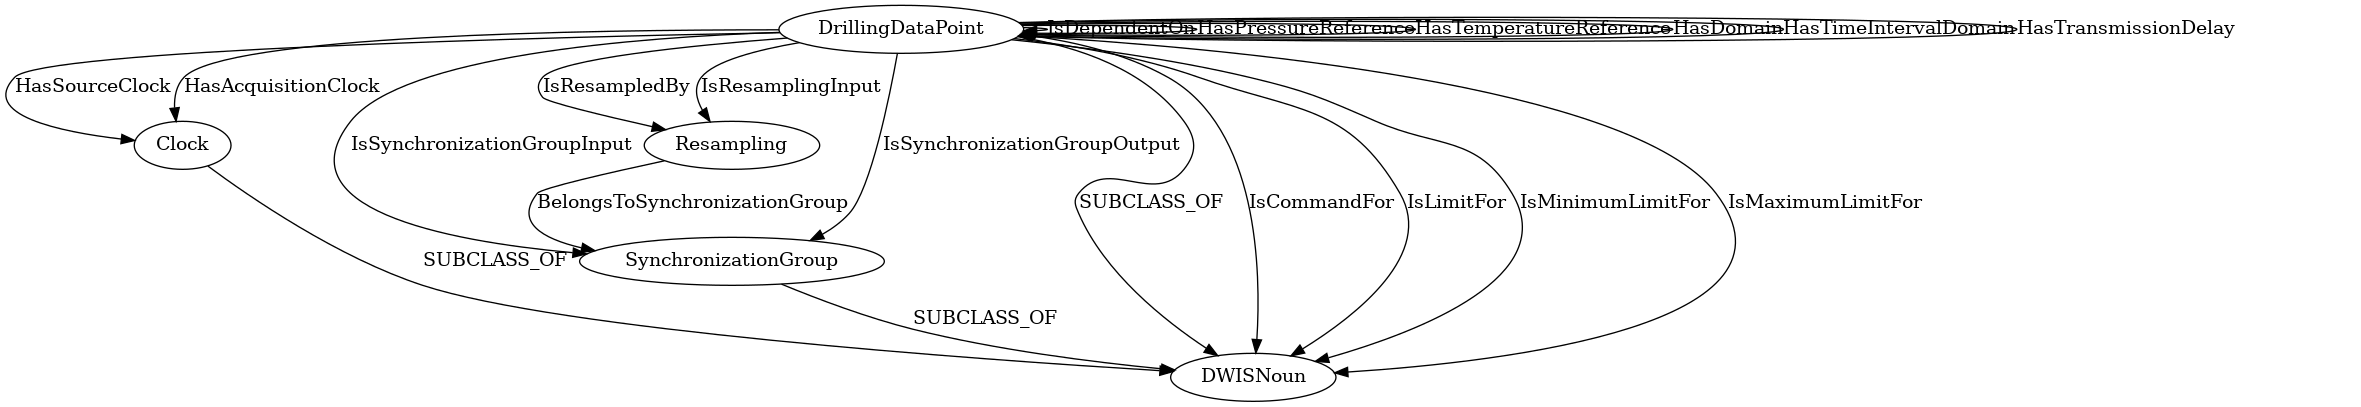 DrillingDataPoint
IsDependentOn
HasPressureReference
HasTemperatureReference
HasDomain
HasTimeIntervalDomain
HasTransmissionDelay
HasSourceClock
HasAcquisitionClock
IsResampledBy
IsResamplingInput
Clock
IsSynchronizationGroupInput
Resampling
IsSynchronizationGroupOutput
BelongsToSynchronizationGroup
SUBCLASS_OF
IsCommandFor
IsLimitFor
IsMinimumLimitFor
IsMaximumLimitFor
SUBCLASS_OF
SynchronizationGroup
SUBCLASS_OF
DWISNoun